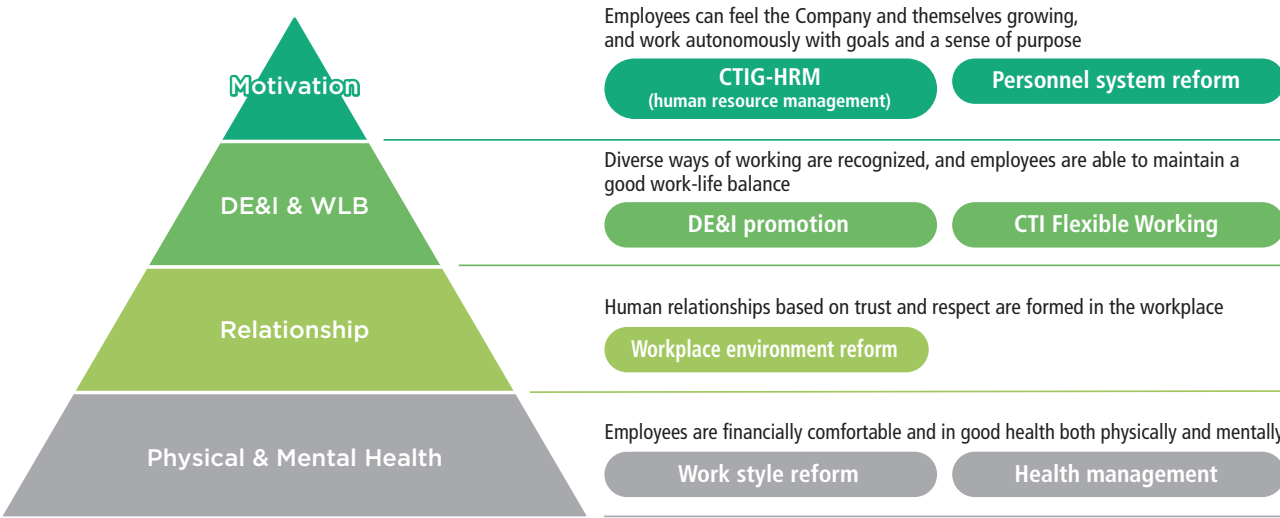 Motivation
Employees can feel the Company and themselves growing,
and work autonomously with goals and a sense of purpose
CTIG-HRM
(human resource management)
Personnel system reform
DE&I & WLB
Diverse ways of working are recognized, and employees are able to maintain a
good work-life balance
DE&I promotion
CTI Flexible Working
Relationship
Human relationships based on trust and respect are formed in the workplace
Workplace environment reform
Physical & Mental Health
Employees are financially comfortable and in good health both physically and mentally
Work style reform
Health management